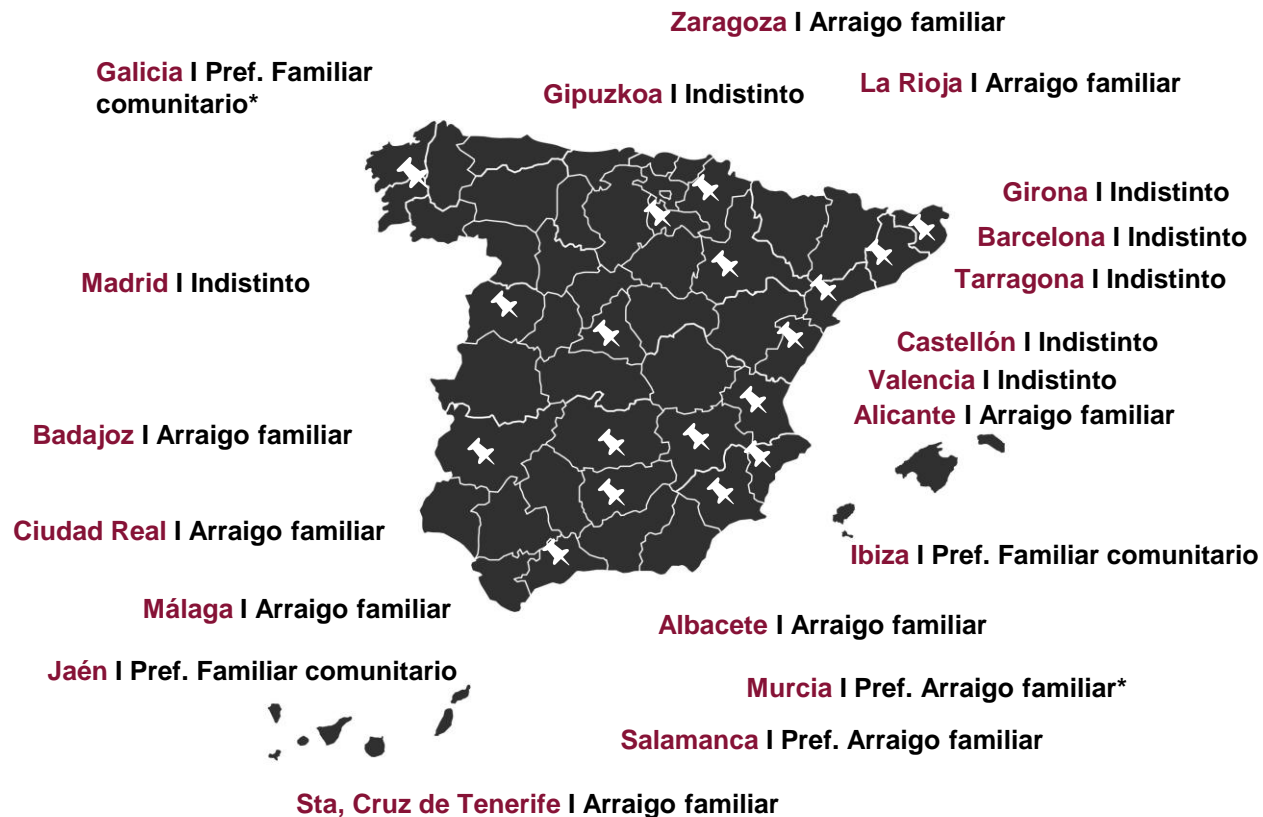 Zaragoza I Arraigo familiar
Galicia I Pref. Familiar
comunitario*
Gipuzkoa I Indistinto
La Rioja I Arraigo familiar
Girona I Indistinto
Barcelona I Indistinto
Madrid I Indistinto
Tarragona I Indistinto
Castellón I Indistinto
Valencia I Indistinto
Alicante I Arraigo familiar
Badajoz I Arraigo familiar
Ciudad Real I Arraigo familiar
Ibiza I Pref. Familiar comunitario
Málaga I Arraigo familiar
Albacete I Arraigo familiar
Jaén I Pref. Familiar comunitario
Murcia I Pref. Arraigo familiar*
Salamanca I Pref. Arraigo familiar
Sta, Cruz de Tenerife I Arraigo familiar